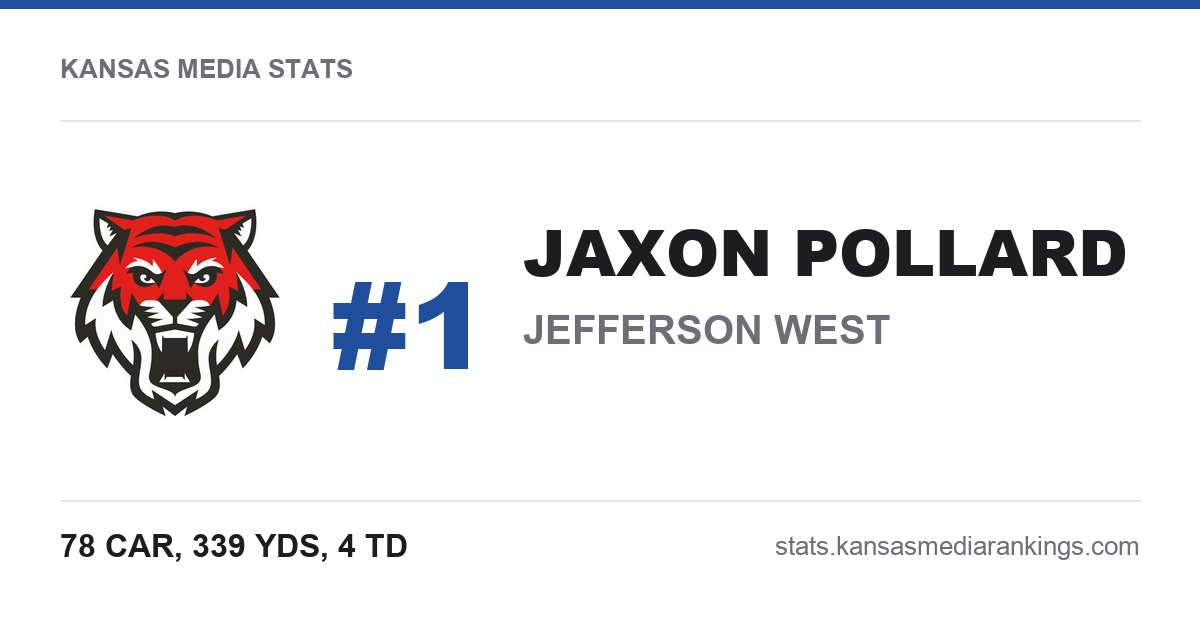 KANSAS MEDIA STATS
#1
JAXON POLLARD
JEFFERSON WEST
78 CAR, 339 YDS, 4 TD
stats.kansasmediarankings.com